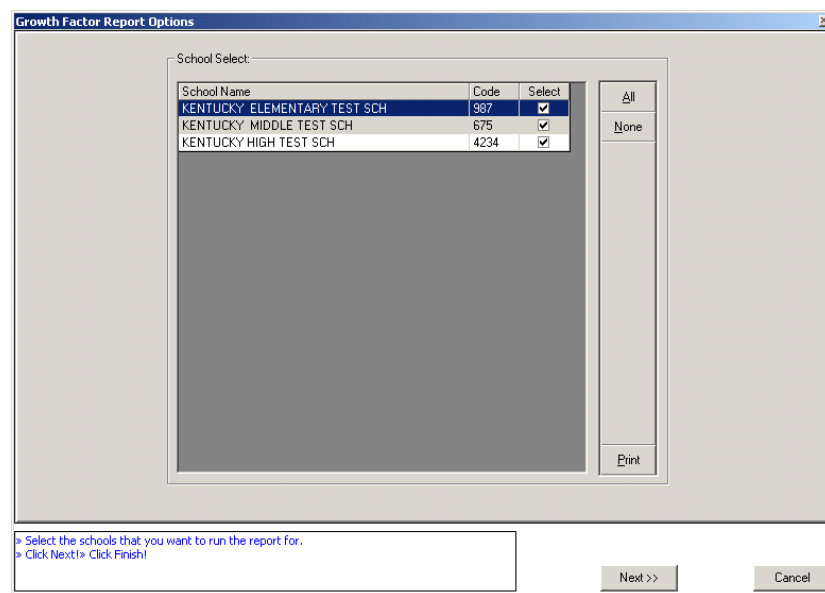 Growth Factor Report Options
School Select:
School Name Code Select
KENTUCKY  ELEMENTARY TEST SCH 987
KENTUCKY  MIDDLE TEST SCH 675
KENTUCKY HIGH TEST SCH 4234
All
None
Print
» Select the schools that you want to run the report for.
» Click Next!» Click Finish!
Next >>
Cancel